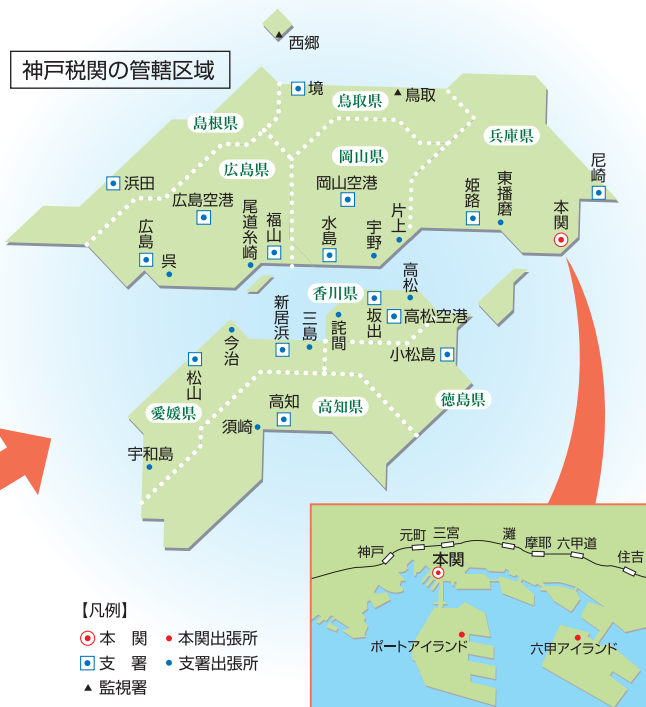 西郷
神戸税関の管轄区域
境
鳥取県
鳥取
島根県
兵庫県
広島県
岡山県
尼崎
浜田
岡山空港
姫路
東播磨
広島空港
尾道糸崎
福山
水島
宇野
片上
本関
広島
呉
高松
香川県
新居浜
三島
詫間
坂出
高松空港
今治
小松島
松山
愛媛県
高知
高知県
徳島県
須崎
宇和島
神戸
元町
三宮
灘
摩耶
六甲道
住吉
本関
ポートアイランド
六甲アイランド
【凡例】
本 関
本関出張所
支 署
支署出張所
監視署